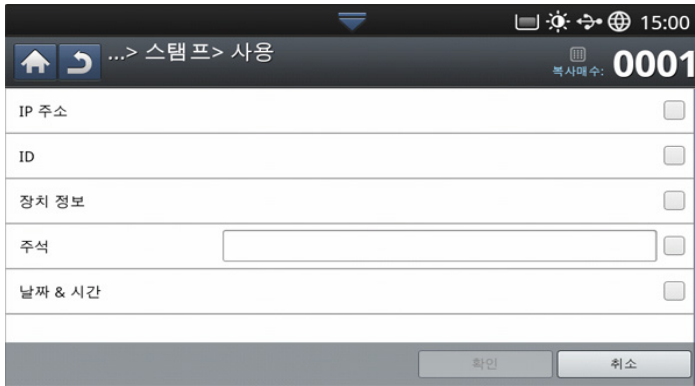 15:00
...> 스탬프> 사용
복사매수: 0001
IP 주소
ID
장치 정보
주석
날짜 & 시간
확인 취소